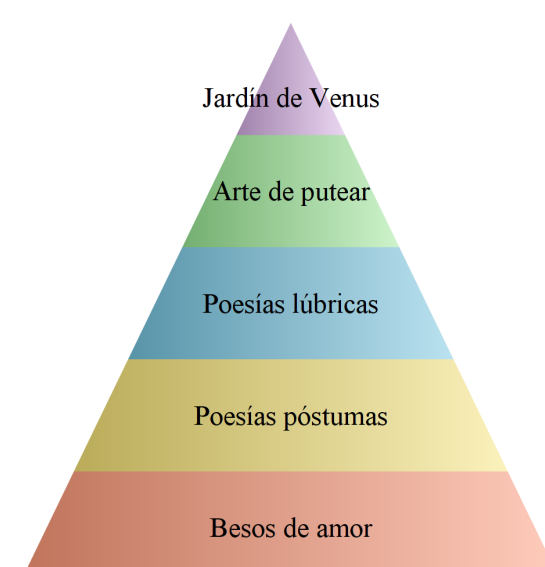 Jardín de Venus
Arte de putear
Poesías lúbricas
Poesías póstumas
Besos de amor